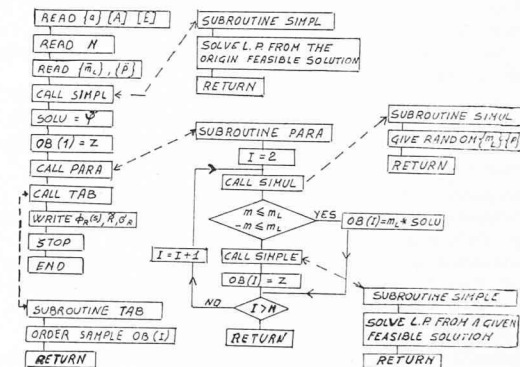 READ {a} [A] [E]
READ N
READ {m̄L}, {p̄}
CALL SIMPL
SOLU = φ
OB (1) = Z
CALL PARA
CALL TAB
WRITE ϕR(s), R̄, σR
STOP
END
SUBROUTINE TAB
ORDER SAMPLE OB(I)
RETURN
SUBROUTINE SIMPL
SOLVE L.P. FROM THE
ORIGIN FEASIBLE SOLUTION
RETURN
SUBROUTINE PARA
I=2
CALL SIMUL
m ≤ mL
-m ≤ mL
YES
OB(I)=mL* SOLU
CALL SIMPLE
OB(I) = Z
I=I+1
NO
I>N
RETURN
SUBROUTINE SIMUL
GIVE RANDOM{mL}{p}
RETURN
SUBROUTINE SIMPLE
SOLVE L.P. FROM A GIVEN
FEASIBLE SOLUTION
RETURN